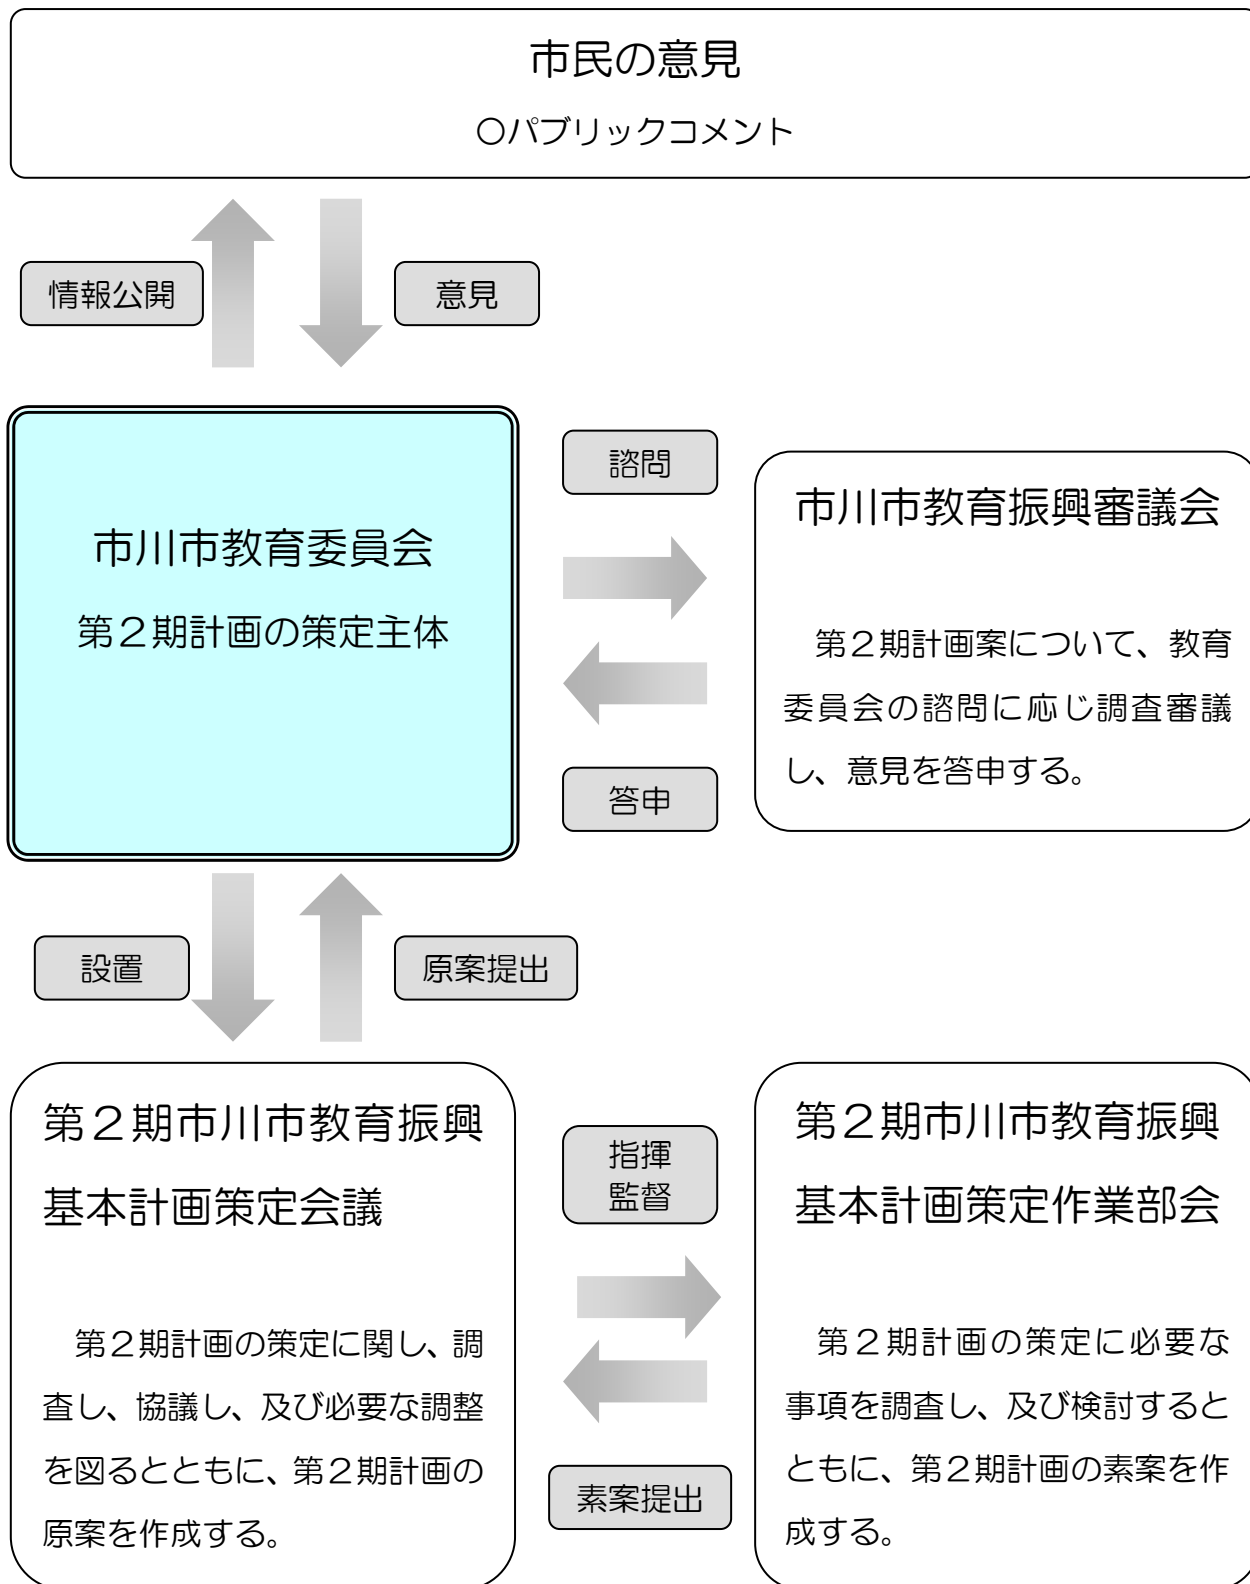 市民の意見
〇パブリックコメント
情報公開
意見
市川市教育委員会
第２期計画の策定主体
諮問
答申
市川市教育振興審議会
第２期計画案について、教育
委員会の諮問に応じ調査審議
し、意見を答申する。
設置
原案提出
第２期市川市教育振興
基本計画策定会議
第２期計画の策定に関し、調
査し、協議し、及び必要な調整
を図るとともに、第２期計画の
原案を作成する。
指揮
監督
素案提出
第２期市川市教育振興
基本計画策定作業部会
第２期計画の策定に必要な
事項を調査し、及び検討すると
ともに、第２期計画の素案を作
成する。